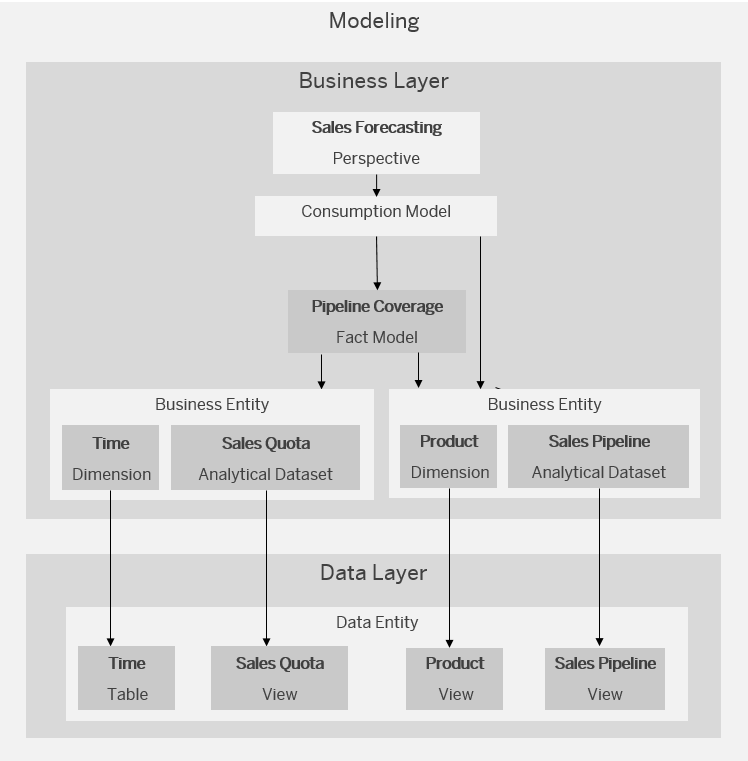 Modeling
Business Layer
Sales Forecasting
Perspective
Consumption Model
Pipeline Coverage
Fact Model
Business Entity
Time
Dimension
Sales Quota
Analytical Dataset
Business Entity
Product
Dimension
Sales Pipeline
Analytical Dataset
Data Layer
Data Entity
Time
Table
Sales Quota
View
Product
View
Sales Pipeline
View